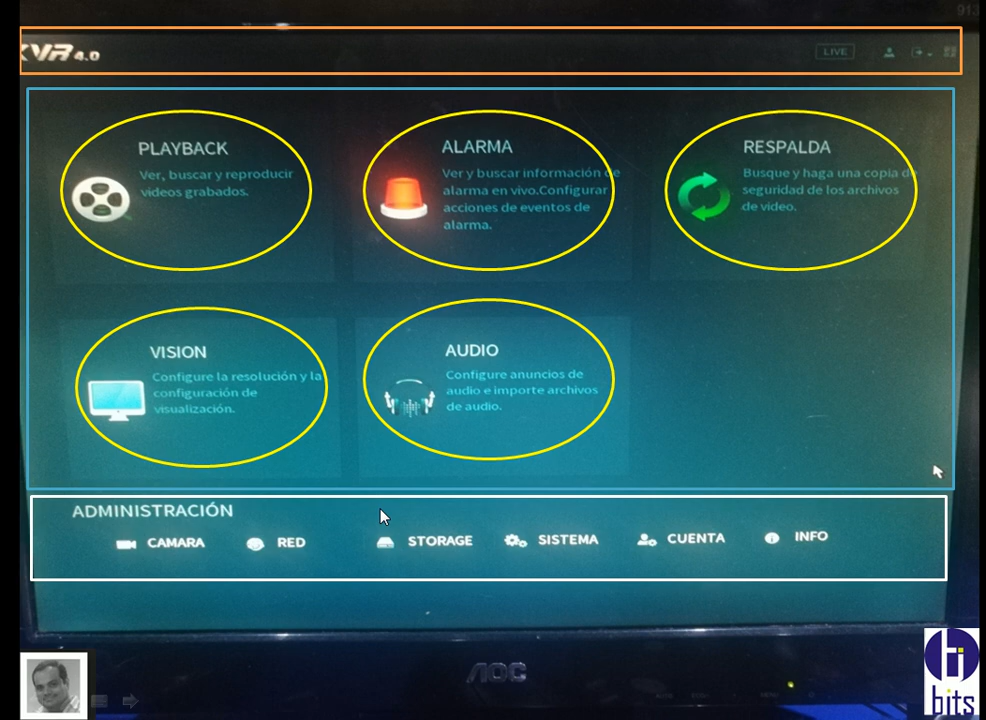 XVR 4.0
LIVE
PLAYBACK
Ver, buscar y reproducir
videos grabados.
ALARMA
Ver y buscar información de
alarma en vivo.Configurar
acciones de eventos de
alarma.
RESPALDA
Busque y haga una copia de
seguridad de los archivos
de video.
VISION
Configure la resolución y la
configuración de
visualización.
AUDIO
Configure anuncios de
audio e importe archivos
de audio.
ADMINISTRACIÓN
CAMARA
RED
STORAGE
SISTEMA
CUENTA
INFO
AOC
bits